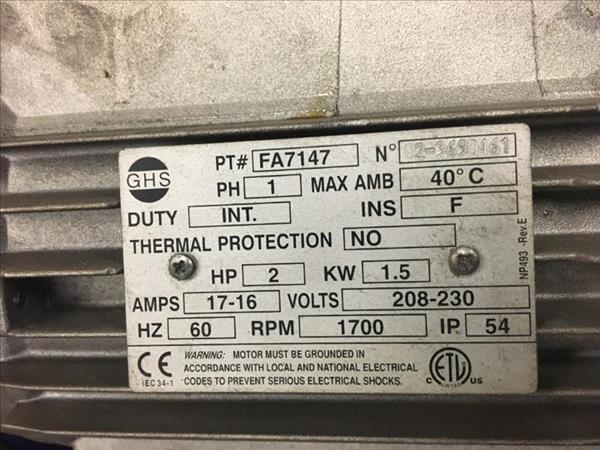 GHS
PT# FA7147 N°
PH 1 MAX AMB 40°C
DUTY INT. INS F
THERMAL PROTECTION NO
HP 2 KW 1.5
AMPS 17-16 VOLTS 208-230
HZ 60 RPM 1700 IP 54
CE
IEC 34-1
WARNING: MOTOR MUST BE GROUNDED IN
ACCORDANCE WITH LOCAL AND NATIONAL ELECTRICAL
CODES TO PREVENT SERIOUS ELECTRICAL SHOCKS.
C ETL US
LISTED
NP493 -Rev.E